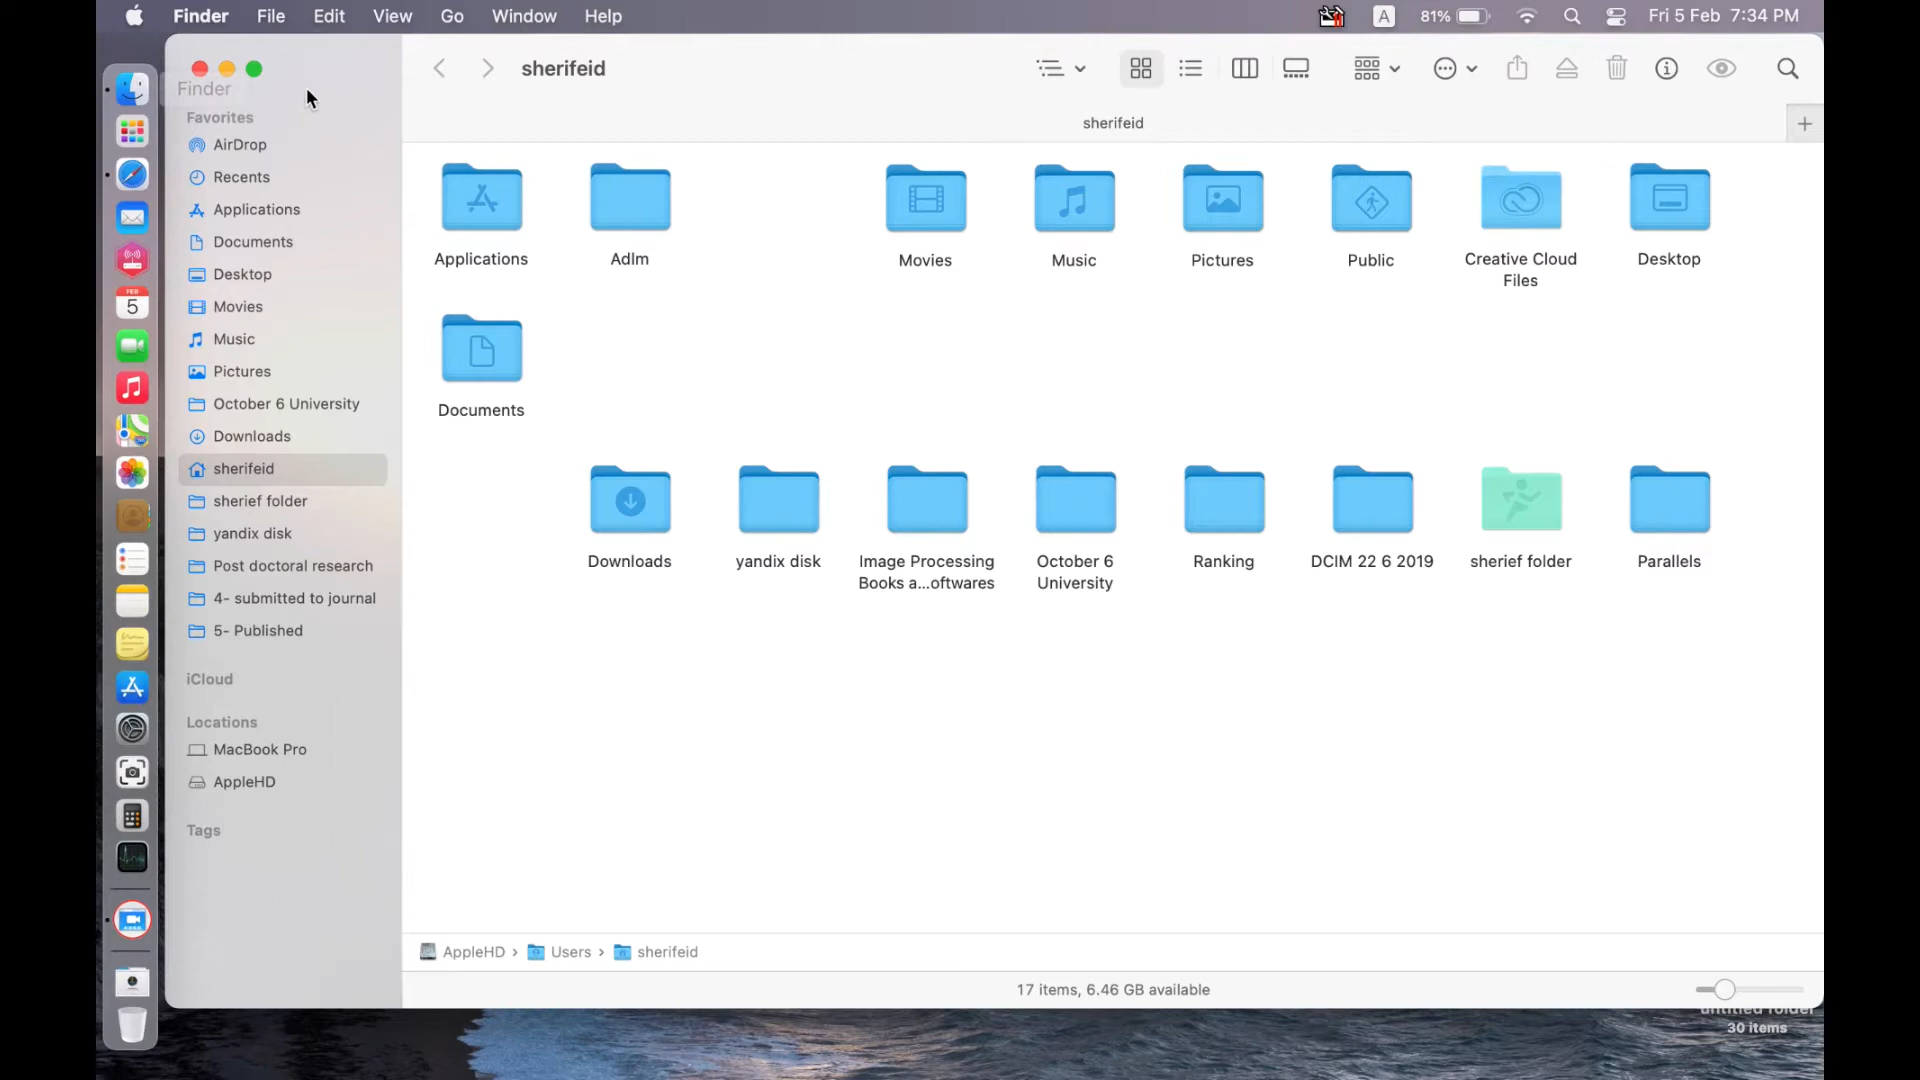 Finder File Edit View Go Window Help A 81% Fri 5 Feb 7:34 PM
sherifeid
Finder
sherifeid
Favorites
AirDrop
Recents
Applications
Documents
Desktop
Movies
Music
Pictures
October 6 University
Downloads
sherifeid
sherief folder
yandix disk
Post doctoral research
4- submitted to journal
5- Published
iCloud
Locations
MacBook Pro
AppleHD
Tags
Applications Adlm Movies Music Pictures Public Creative Cloud Desktop
Files
Documents
Downloads yandix disk Image Processing October 6 Ranking DCIM 22 6 2019 sherief folder Parallels
Books a...oftwares University
AppleHD › Users › sherifeid
17 items, 6.46 GB available
untitled folder
30 items
FEB
5